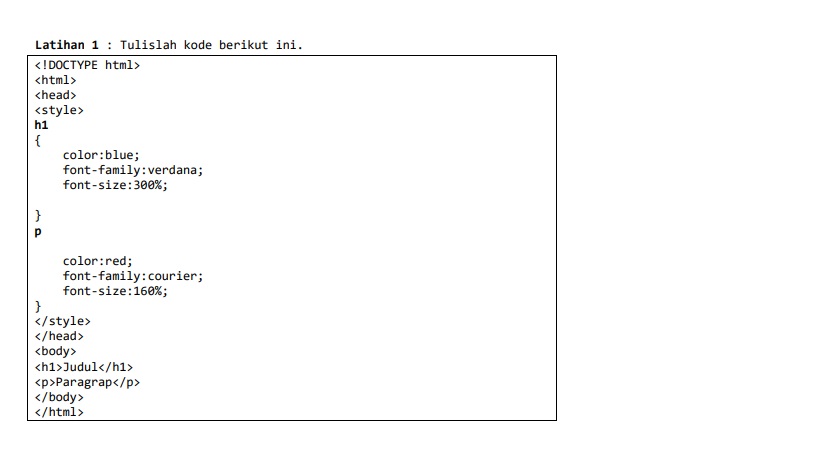 Latihan 1 : Tulislah kode berikut ini.
<!DOCTYPE html>
<html>
<head>
<style>
h1
{
    color:blue;
    font-family:verdana;
    font-size:300%;

}
p

    color:red;
    font-family:courier;
    font-size:160%;
}
</style>
</head>
<body>
<h1>Judul</h1>
<p>Paragrap</p>
</body>
</html>